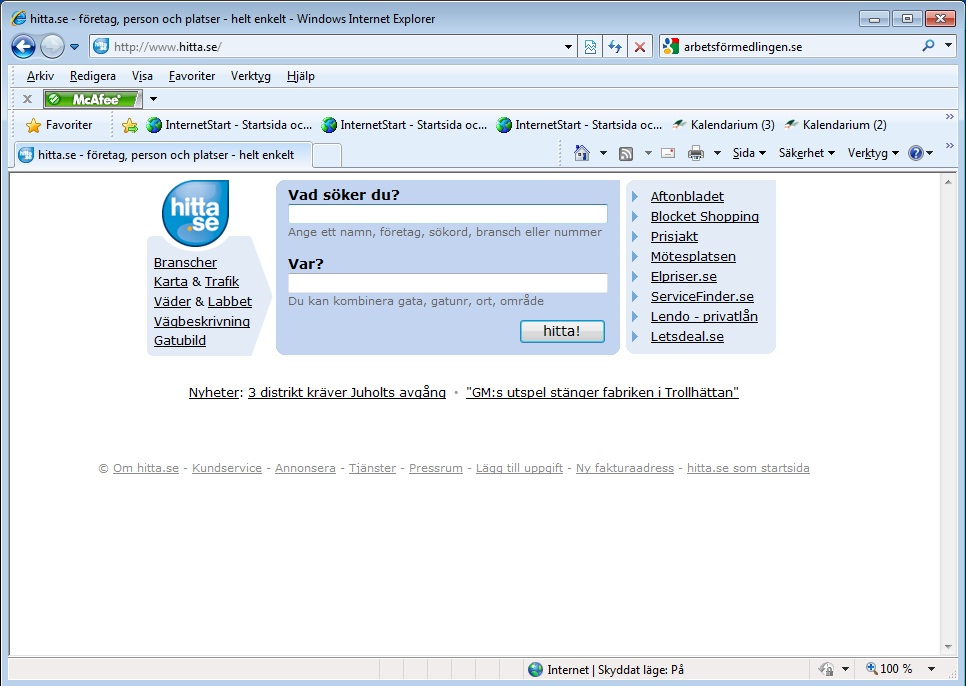 hitta.se - företag, person och platser - helt enkelt - Windows Internet Explorer
http://www.hitta.se/
arbetsförmedlingen.se
Arkiv Redigera Visa Favoriter Verktyg Hjälp
X McAfee
Favoriter InternetStart - Startsida oc... InternetStart - Startsida oc... InternetStart - Startsida oc... Kalendarium (3) Kalendarium (2) »
hitta.se - företag, person och platser - helt enkelt Sida Säkerhet Verktyg »
hitta
.se
Branscher
Karta & Trafik
Väder & Labbet
Vägbeskrivning
Gatubild
Vad söker du?
Ange ett namn, företag, sökord, bransch eller nummer
Var?
Du kan kombinera gata, gatunr, ort, område
hitta!
Aftonbladet
Blocket Shopping
Prisjakt
Mötesplatsen
Elpriser.se
ServiceFinder.se
Lendo - privatlån
Letsdeal.se
Nyheter: 3 distrikt kräver Juholts avgång • "GM:s utspel stänger fabriken i Trollhättan"
© Om hitta.se - Kundservice - Annonsera - Tjänster - Pressrum - Lägg till uppgift - Ny fakturaadress - hitta.se som startsida
Internet | Skyddat läge: På 100 %